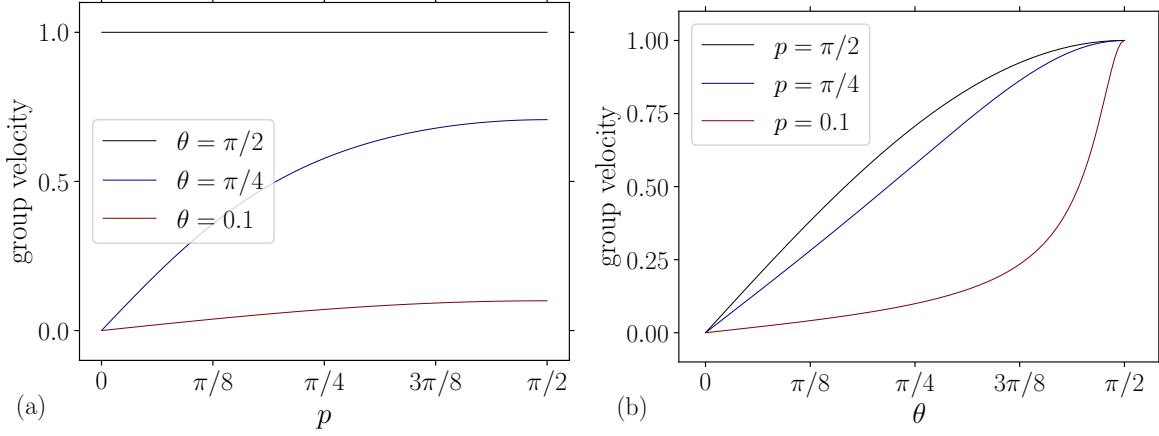 group velocity
1.0
0.5
0.0
θ = π/2
θ = π/4
θ = 0.1
0 π/8 π/4 3π/8 π/2
p
(a)
group velocity
1.00
0.75
0.50
0.25
0.00
p = π/2
p = π/4
p = 0.1
0 π/8 π/4 3π/8 π/2
θ
(b)